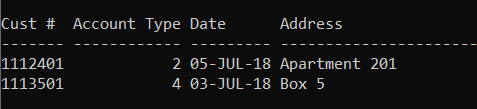 Cust #  Account Type Date      Address
------- ------------ --------- ----------------------
1112401            2 05-JUL-18 Apartment 201
1113501            4 03-JUL-18 Box 5